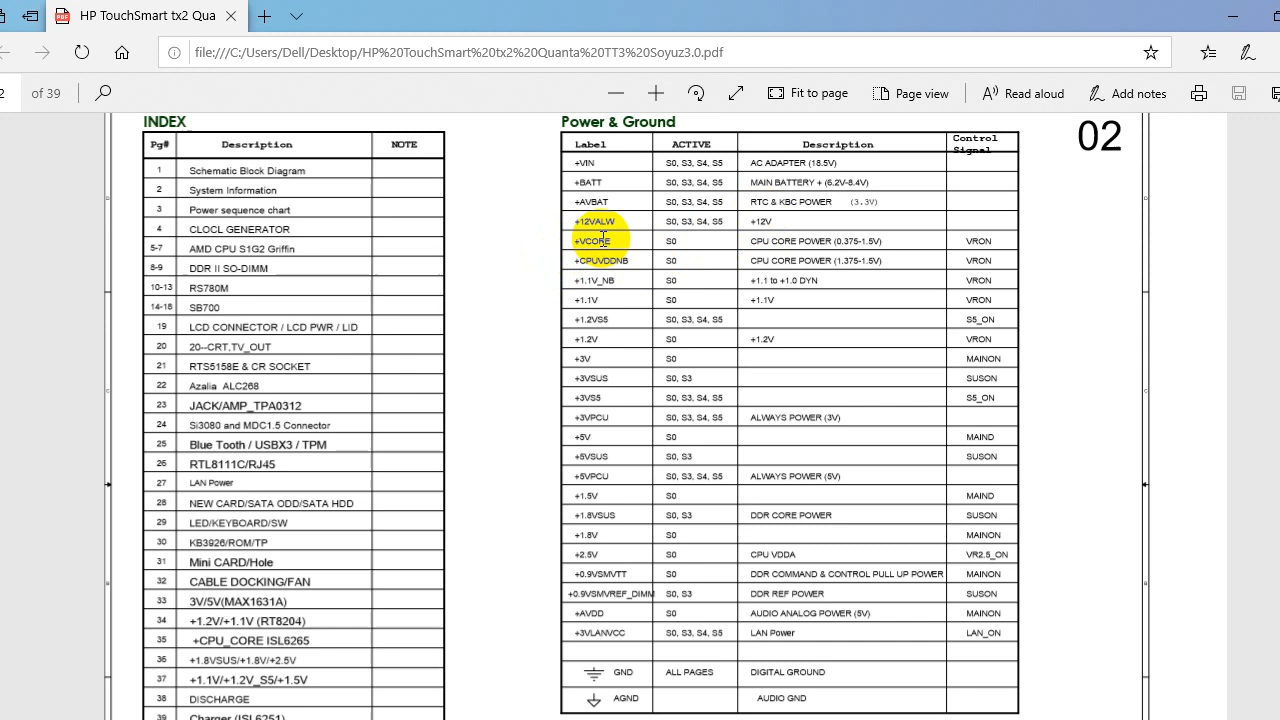 HP TouchSmart
file:///C:/Users/Dell/Desktop/HP%20TouchSmart%20tx2%20Quanta%20TT3%20Soyuz3.0.pdf
2 of 39
Fit to page
Page view
Read aloud
Add notes
INDEX
Pg# Description NOTE
1 Schematic Block Diagram
2 System Information
3 Power sequence chart
4 CLOCL GENERATOR
5-7 AMD CPU S1G2 Griffin
8-9 DDR II SO-DIMM
10-13 RS780M
14-18 SB700
19 LCD CONNECTOR / LCD PWR / LID
20 20--CRT,TV_OUT
21 RTS5158E & CR SOCKET
22 Azalia ALC268
23 JACK/AMP_TPA0312
24 Si3080 and MDC1.5 Connector
25 Blue Tooth / USBX3 / TPM
26 RTL8111C/RJ45
27 LAN Power
28 NEW CARD/SATA ODD/SATA HDD
29 LED/KEYBOARD/SW
30 KB3926/ROM/TP
31 Mini CARD/Hole
32 CABLE DOCKING/FAN
33 3V/5V(MAX1631A)
34 +1.2V/+1.1V (RT8204)
35 +CPU_CORE ISL6265
36 +1.8VSUS/+1.8V/+2.5V
37 +1.1V/+1.2V_S5/+1.5V
38 DISCHARGE
39 Charger (ISL6251)
Power & Ground
Label ACTIVE Description Control Signal
+VIN S0, S3, S4, S5 AC ADAPTER (18.5V)
+BATT S0, S3, S4, S5 MAIN BATTERY + (6.2V-8.4V)
+AVBAT S0, S3, S4, S5 RTC & KBC POWER (3.3V)
+12VALW S0, S3, S4, S5 +12V
+VCORE S0 CPU CORE POWER (0.375-1.5V) VRON
+CPUVDDNB S0 CPU CORE POWER (1.375-1.5V) VRON
+1.1V_NB S0 +1.1 to +1.0 DYN VRON
+1.1V S0 +1.1V VRON
+1.2VS5 S0, S3, S4, S5 S5_ON
+1.2V S0 +1.2V VRON
+3V S0 MAINON
+3VSUS S0, S3 SUSON
+3VS5 S0, S3, S4, S5 S5_ON
+3VPCU S0, S3, S4, S5 ALWAYS POWER (3V)
+5V S0 MAIND
+5VSUS S0, S3 SUSON
+5VPCU S0, S3, S4, S5 ALWAYS POWER (5V)
+1.5V S0 MAIND
+1.8VSUS S0, S3 DDR CORE POWER SUSON
+1.8V S0 MAINON
+2.5V S0 CPU VDDA VR2.5_ON
+0.9VSMVTT S0 DDR COMMAND & CONTROL PULL UP POWER MAINON
+0.9VSMVREF_DIMM S0, S3 DDR REF POWER SUSON
+AVDD S0 AUDIO ANALOG POWER (5V) MAINON
+3VLANVCC S0, S3, S4, S5 LAN Power LAN_ON
GND ALL PAGES DIGITAL GROUND
AGND AUDIO GND
02